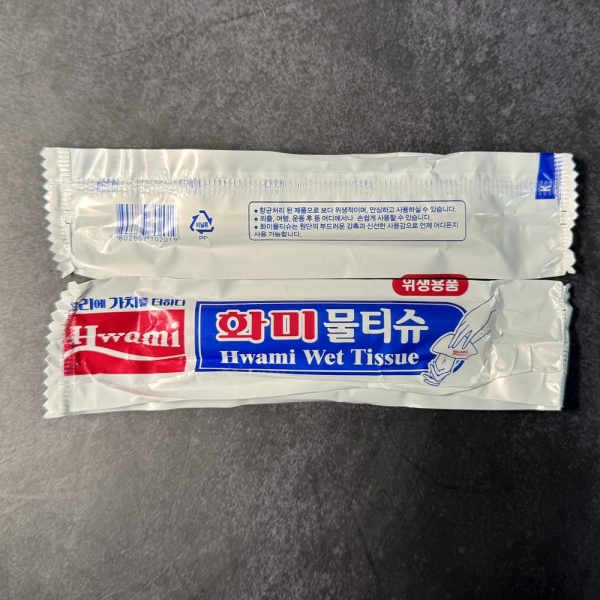 비닐류
PP
● 항균처리 된 제품으로 보다 위생적이며, 안심하고 사용하실 수 있습니다.
● 외출, 여행, 운동 후 등 어디에서나 손쉽게 사용할 수 있습니다.
● 화미물티슈는 원단의 부드러운 감촉과 신선한 사용감으로 언제 어디든지
사용 가능합니다.
위생용품
리에 가치를 더하다
Hwami
화미 물티슈
Hwami Wet Tissue